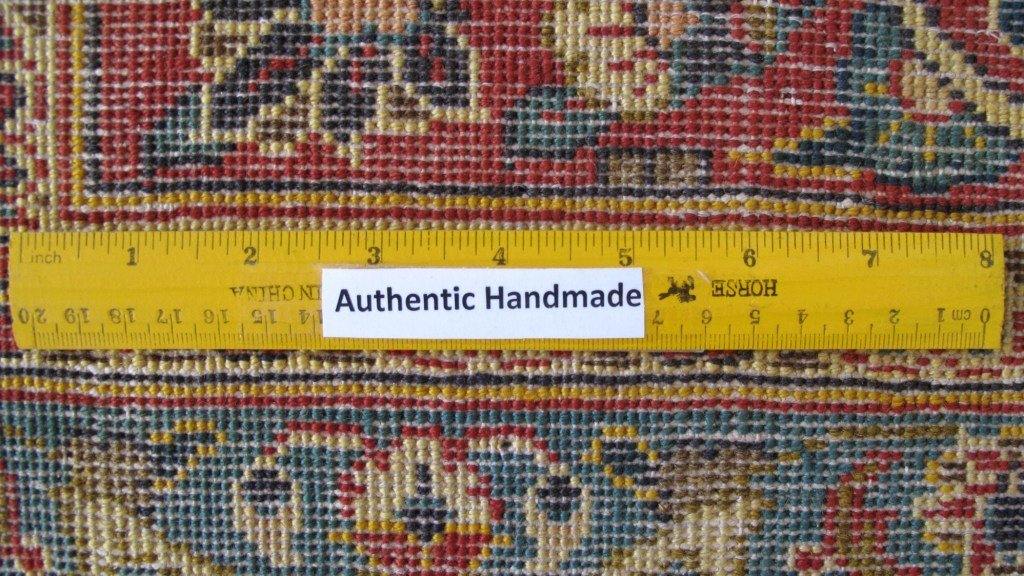 inch 1 2 3 4 5 6 7 8
IN CHINA
HORSE
Authentic Handmade
20 19 18 17 16 15 14 7 6 5 4 3 2 1 0 cm